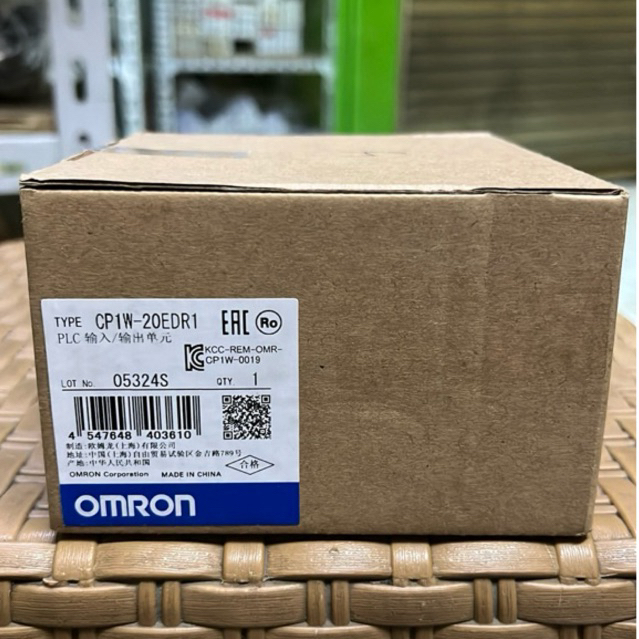 TYPE CP1W-20EDR1 EAC Ro
PLC 输入/输出单元
KCC-REM-OMR-
CP1W-0019
LOT No. 05324S QTY. 1
4 547648 403610
制造:欧姆龙(上海)有限公司
地址:中国(上海)自由贸易试验区金吉路789号
产地:中华人民共和国
合格
OMRON Corporation MADE IN CHINA
OMRON